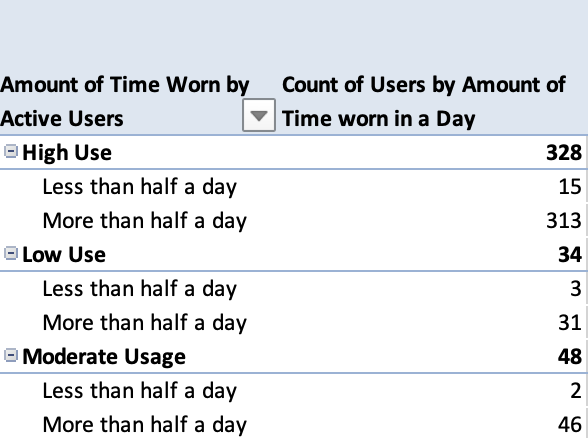 Amount of Time Worn by Active Users
Count of Users by Amount of Time worn in a Day
High Use 328
Less than half a day 15
More than half a day 313
Low Use 34
Less than half a day 3
More than half a day 31
Moderate Usage 48
Less than half a day 2
More than half a day 46